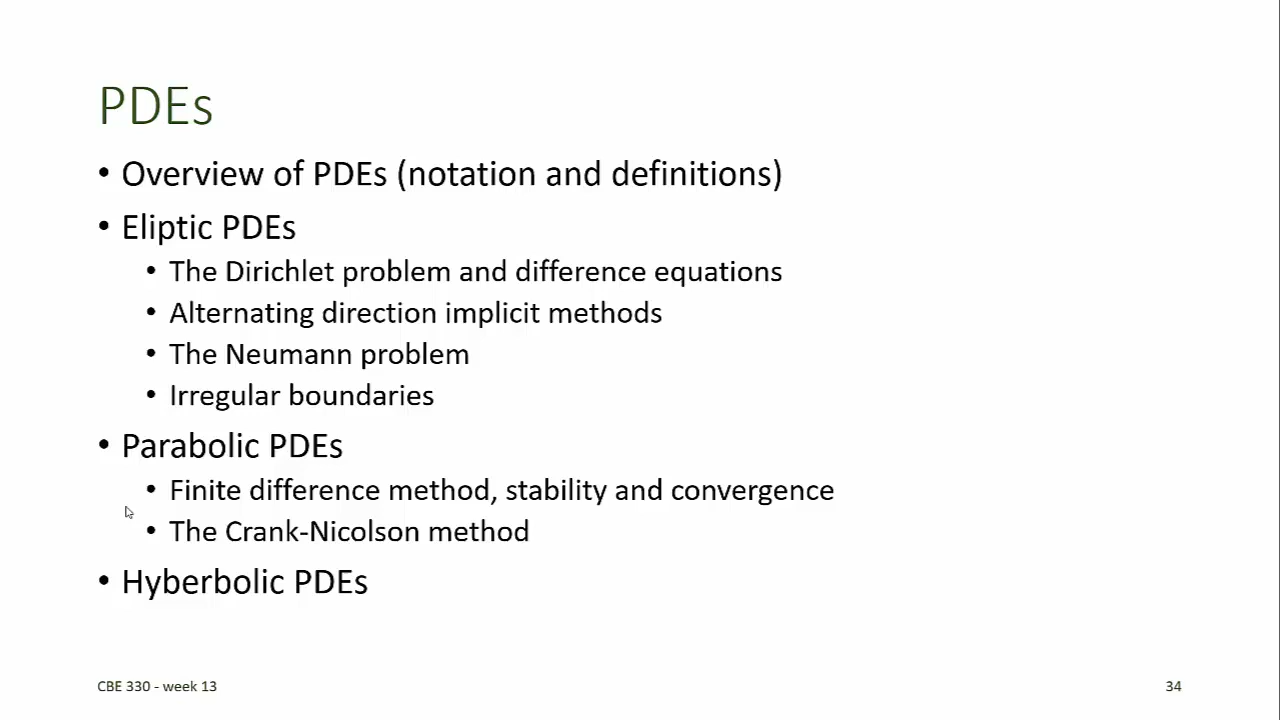 PDEs
• Overview of PDEs (notation and definitions)
• Eliptic PDEs
• The Dirichlet problem and difference equations
• Alternating direction implicit methods
• The Neumann problem
• Irregular boundaries
• Parabolic PDEs
• Finite difference method, stability and convergence
• The Crank-Nicolson method
• Hyberbolic PDEs
CBE 330 - week 13
34